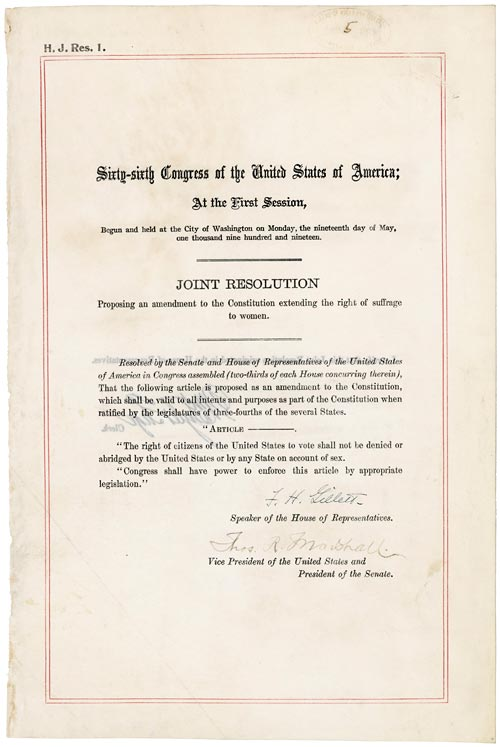 5
H. J. Res. 1.
Sixty-sixth Congress of the United States of America;
At the First Session,
Begun and held at the City of Washington on Monday, the nineteenth day of May,
one thousand nine hundred and nineteen.
JOINT RESOLUTION
Proposing an amendment to the Constitution extending the right of suffrage
to women.
Resolved by the Senate and House of Representatives of the United States
of America in Congress assembled (two-thirds of each House concurring therein),
That the following article is proposed as an amendment to the Constitution,
which shall be valid to all intents and purposes as part of the Constitution when
ratified by the legislatures of three-fourths of the several States.
"ARTICLE ————.
"The right of citizens of the United States to vote shall not be denied or
abridged by the United States or by any State on account of sex.
"Congress shall have power to enforce this article by appropriate
legislation."
F. H. Gillett
Speaker of the House of Representatives.
Thos. R. Marshall.
Vice President of the United States and
President of the Senate.